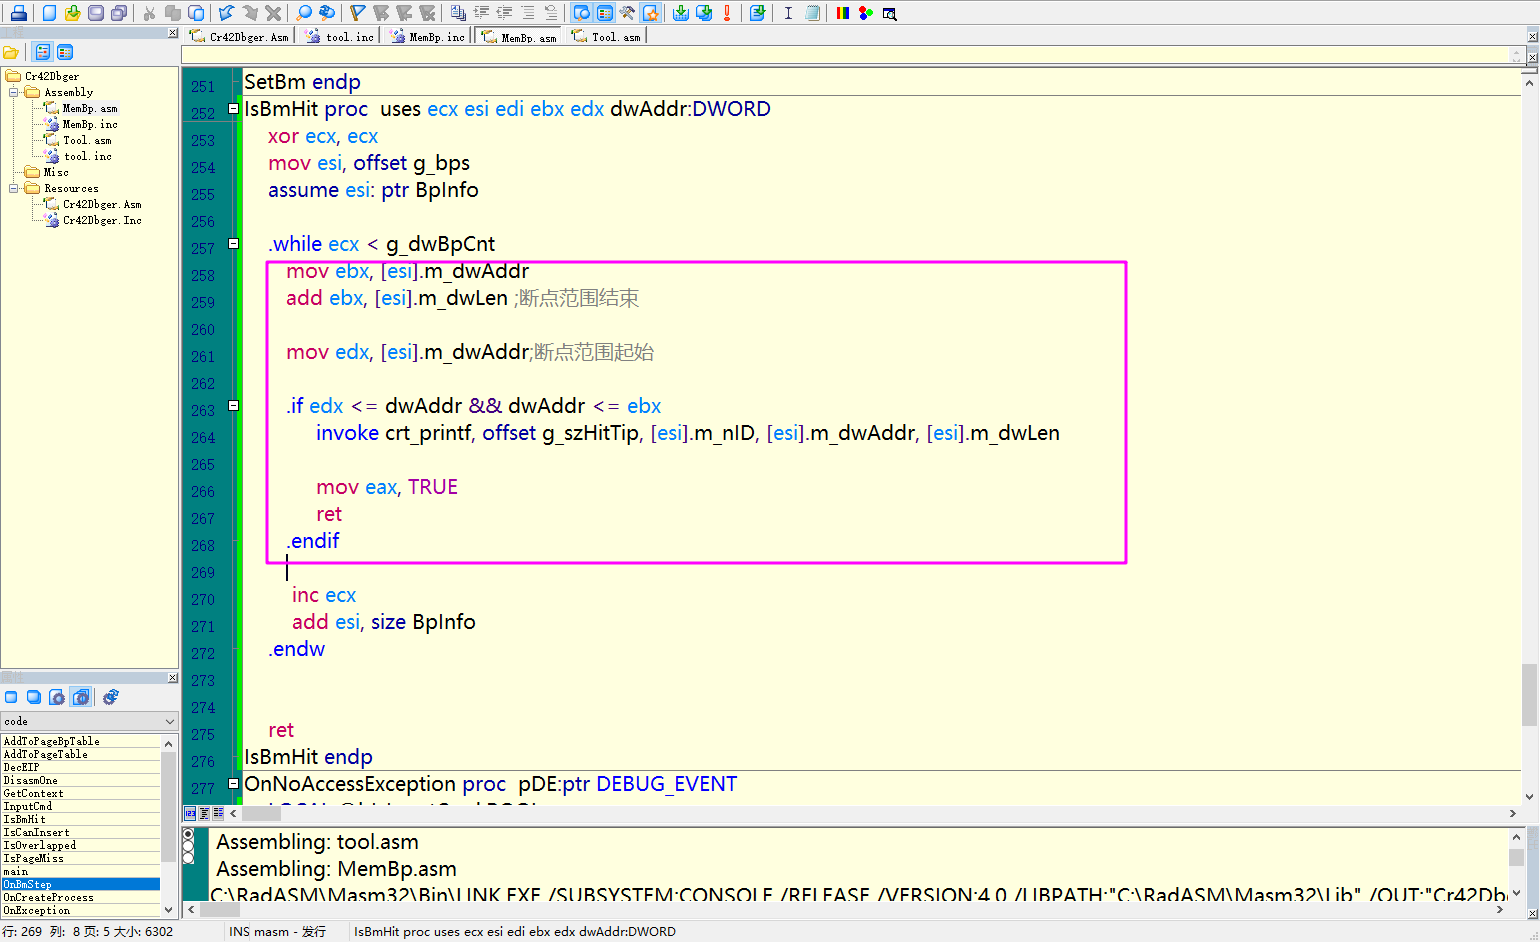 Cr42Dbger.Asm
tool.inc
MemBp.inc
MemBp.asm
Tool.asm
工程
Cr42Dbger
Assembly
MemBp.asm
MemBp.inc
Tool.asm
tool.inc
Misc
Resources
Cr42Dbger.Asm
Cr42Dbger.Inc
属性
code
AddToPageBpTable
AddToPageTable
DecEIP
DisasmOne
GetContext
InputCmd
IsBmHit
IsCanInsert
IsOverlapped
IsPageMiss
main
OnBmStep
OnCreateProcess
OnException
251 SetBm endp
252 IsBmHit proc  uses ecx esi edi ebx edx dwAddr:DWORD
253 xor ecx, ecx
254 mov esi, offset g_bps
255 assume esi: ptr BpInfo
256
257 .while ecx < g_dwBpCnt
258 mov ebx, [esi].m_dwAddr
259 add ebx, [esi].m_dwLen ;断点范围结束
260
261 mov edx, [esi].m_dwAddr;断点范围起始
262
263 .if edx <= dwAddr && dwAddr <= ebx
264 invoke crt_printf, offset g_szHitTip, [esi].m_nID, [esi].m_dwAddr, [esi].m_dwLen
265
266 mov eax, TRUE
267 ret
268 .endif
269
270 inc ecx
271 add esi, size BpInfo
272 .endw
273
274
275 ret
276 IsBmHit endp
277 OnNoAccessException proc  pDE:ptr DEBUG_EVENT
Assembling: tool.asm
Assembling: MemBp.asm
C:\RadASM\Masm32\Bin\LINK.EXE /SUBSYSTEM:CONSOLE /RELEASE /VERSION:4.0 /LIBPATH:"C:\RadASM\Masm32\Lib" /OUT:"Cr42Dbg
行: 269 列: 8 页: 5 大小: 6302
INS masm - 发行
IsBmHit proc uses ecx esi edi ebx edx dwAddr:DWORD